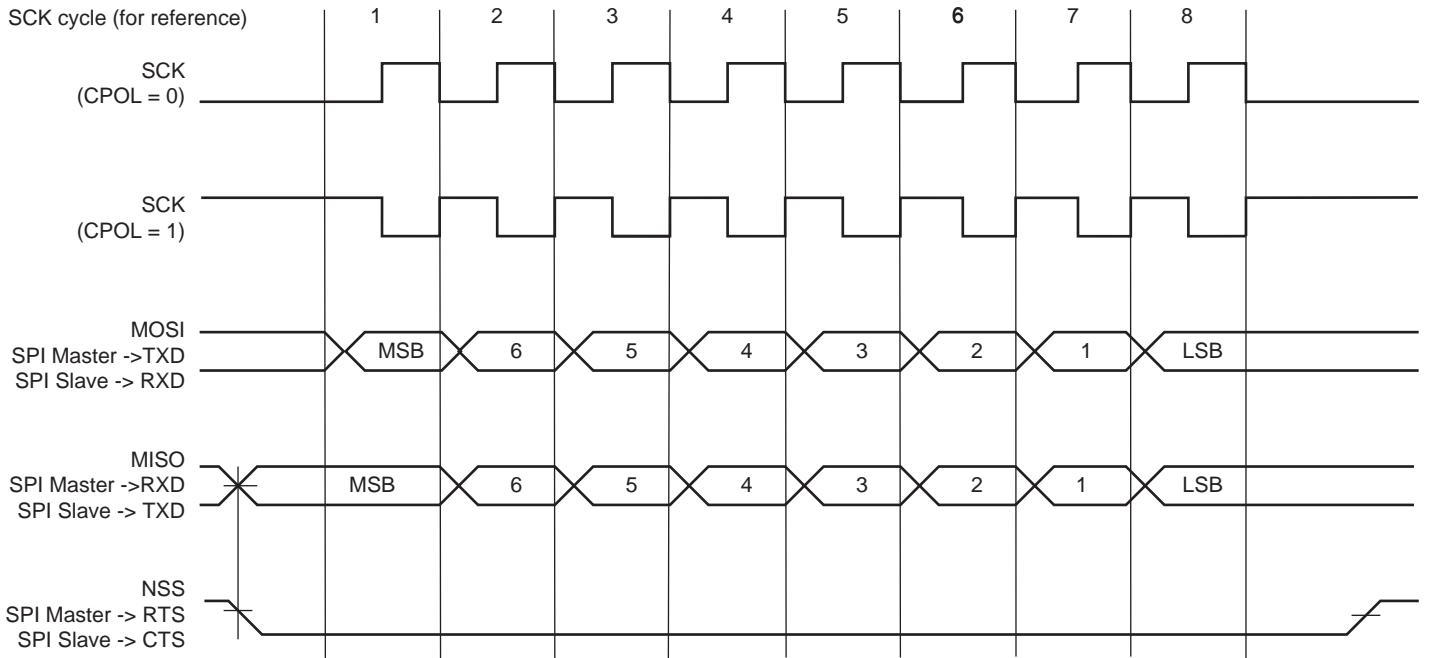 SCK cycle (for reference) 1 2 3 4 5 6 7 8
SCK
(CPOL = 0)
SCK
(CPOL = 1)
MOSI
SPI Master ->TXD
SPI Slave -> RXD
MSB 6 5 4 3 2 1 LSB
MISO
SPI Master ->RXD
SPI Slave -> TXD
MSB 6 5 4 3 2 1 LSB
NSS
SPI Master -> RTS
SPI Slave -> CTS